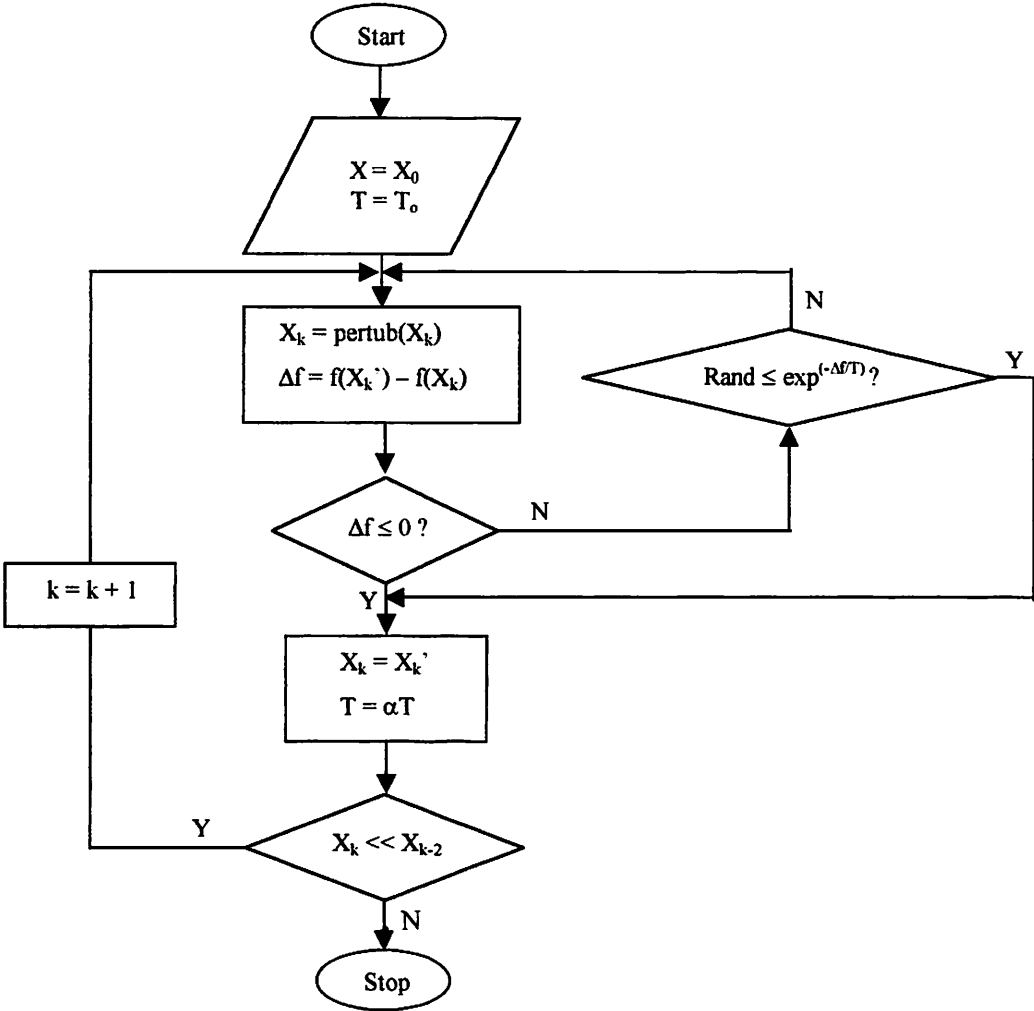 Start
X = X₀
T = Tₒ
N
Xₖ = pertub(Xₖ)
Δf = f(Xₖ‵) – f(Xₖ)
Rand ≤ exp⁽⁻Δf/T⁾ ?
Y
Δf ≤ 0 ?
N
k = k + 1
Y
Xₖ = Xₖ’
T = αT
Y
Xₖ << Xₖ₋₂
N
Stop